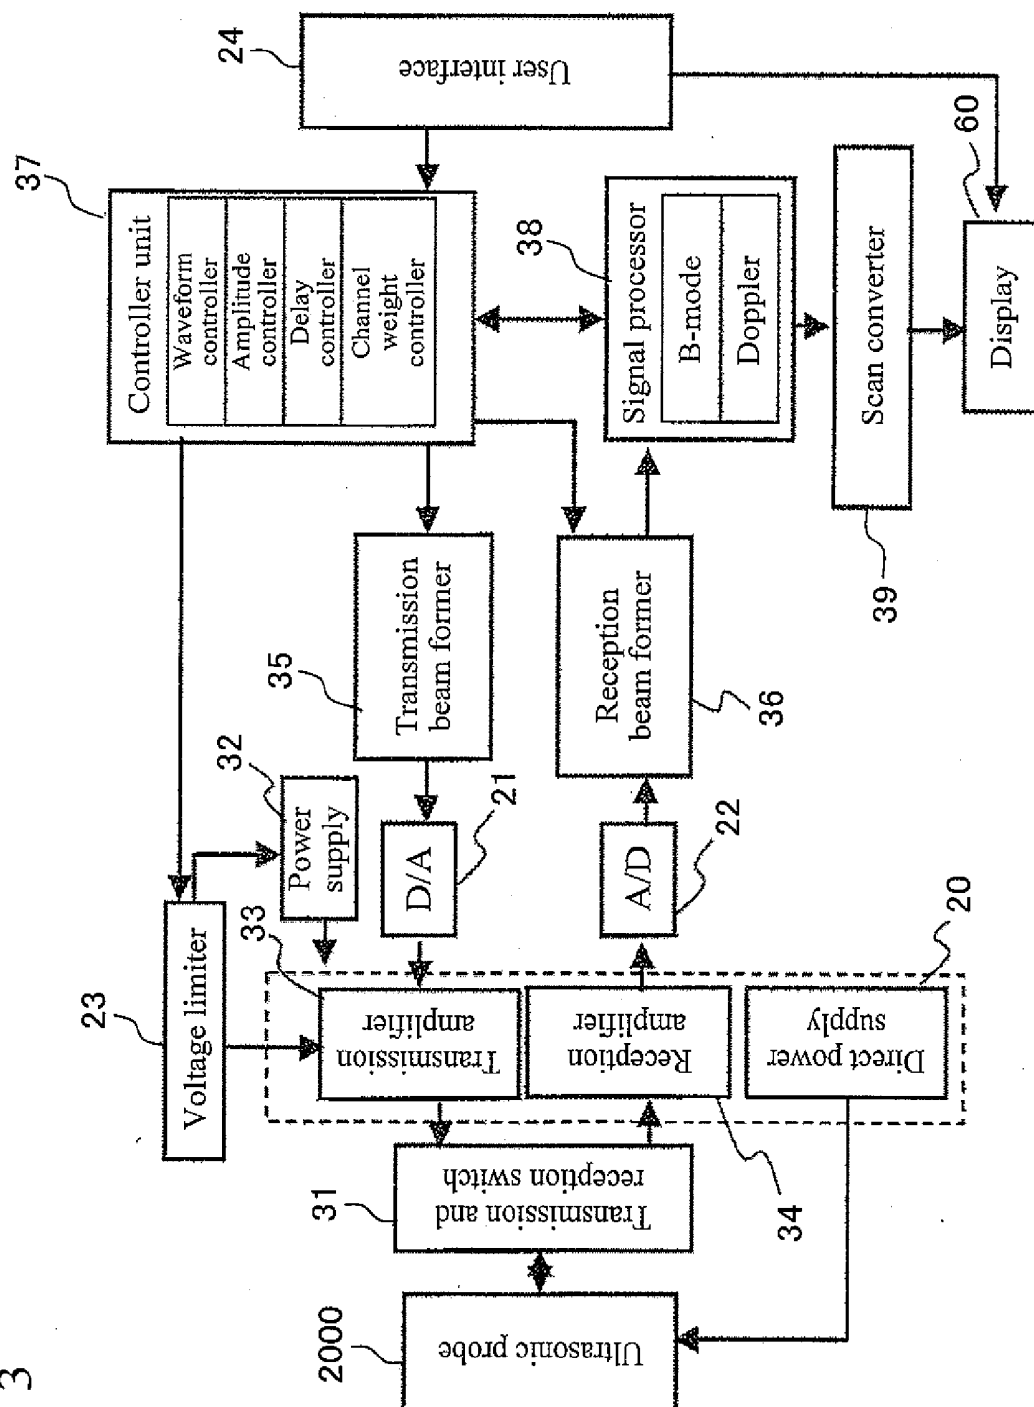 3
2000
Ultrasonic probe
31
Transmission and
reception switch
23
Voltage limiter
33
Transmission
amplifier
Reception
amplifier
34
Direct power
supply
20
32
Power
supply
D/A
21
A/D
22
35
Transmission
beam former
Reception
beam former
36
37
Controller unit
Waveform
controller
Amplitude
controller
Delay
controller
Channel
weight
controller
38
Signal processor
B-mode
Doppler
Scan converter
39
24
User interface
60
Display